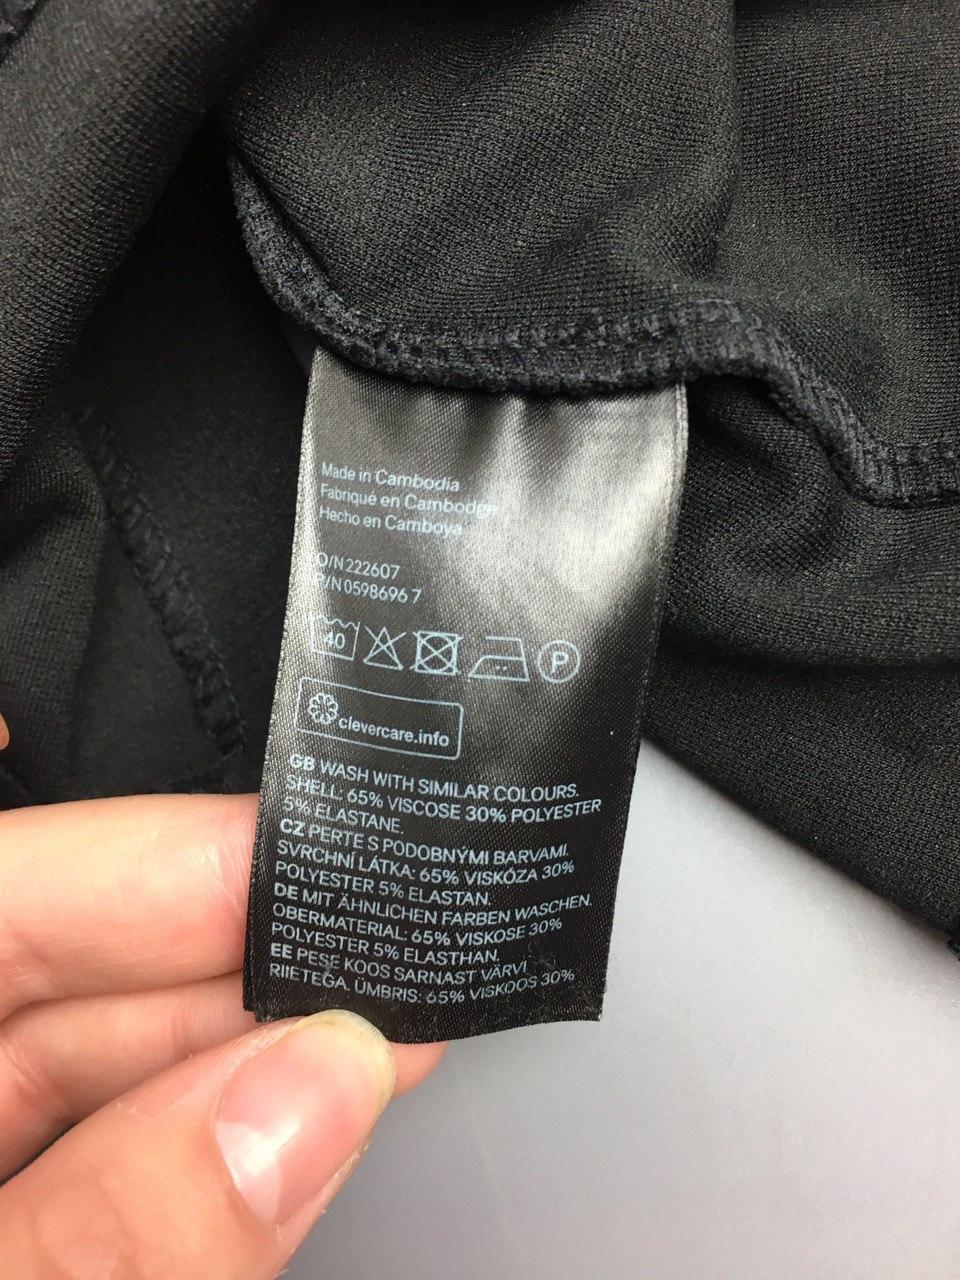 Made in Cambodia
Fabriqué en Cambodge
Hecho en Camboya
O/N 222607
P/N 0598696 7
40 P
clevercare.info
GB WASH WITH SIMILAR COLOURS.
SHELL: 65% VISCOSE 30% POLYESTER
5% ELASTANE.
CZ PERTE S PODOBNÝMI BARVAMI.
SVRCHNÍ LÁTKA: 65% VISKÓZA 30%
POLYESTER 5% ELASTAN.
DE MIT ÄHNLICHEN FARBEN WASCHEN.
OBERMATERIAL: 65% VISKOSE 30%
POLYESTER 5% ELASTHAN.
EE PESE KOOS SARNAST VÄRVI
RIIETEGA. ÜMBRIS: 65% VISKOOS 30%